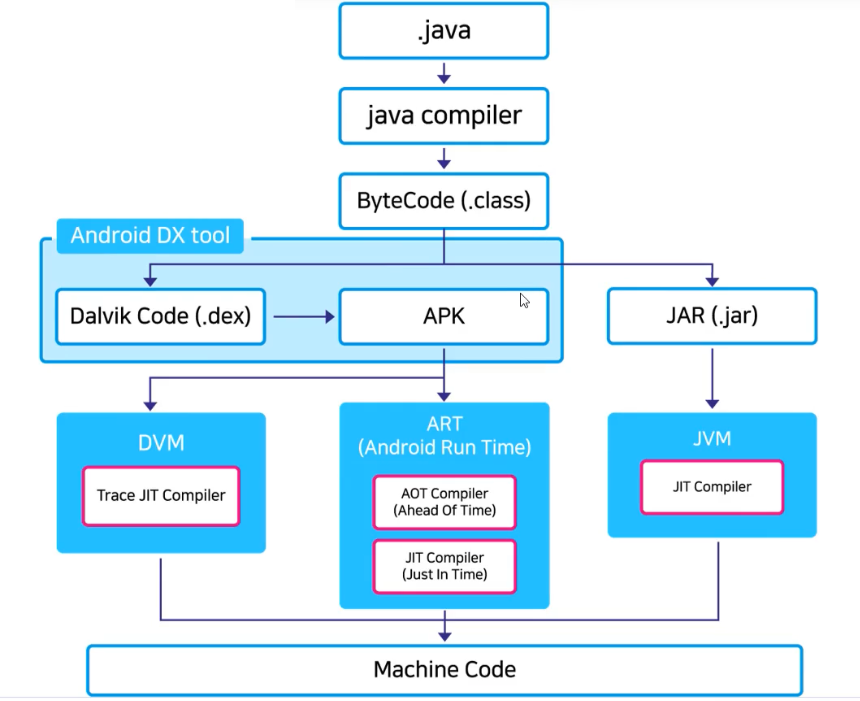 .java
java compiler
ByteCode (.class)
Android DX tool
Dalvik Code (.dex)
APK
JAR (.jar)
DVM
Trace JIT Compiler
ART
(Android Run Time)
AOT Compiler
(Ahead Of Time)
JIT Compiler
(Just In Time)
JVM
JIT Compiler
Machine Code